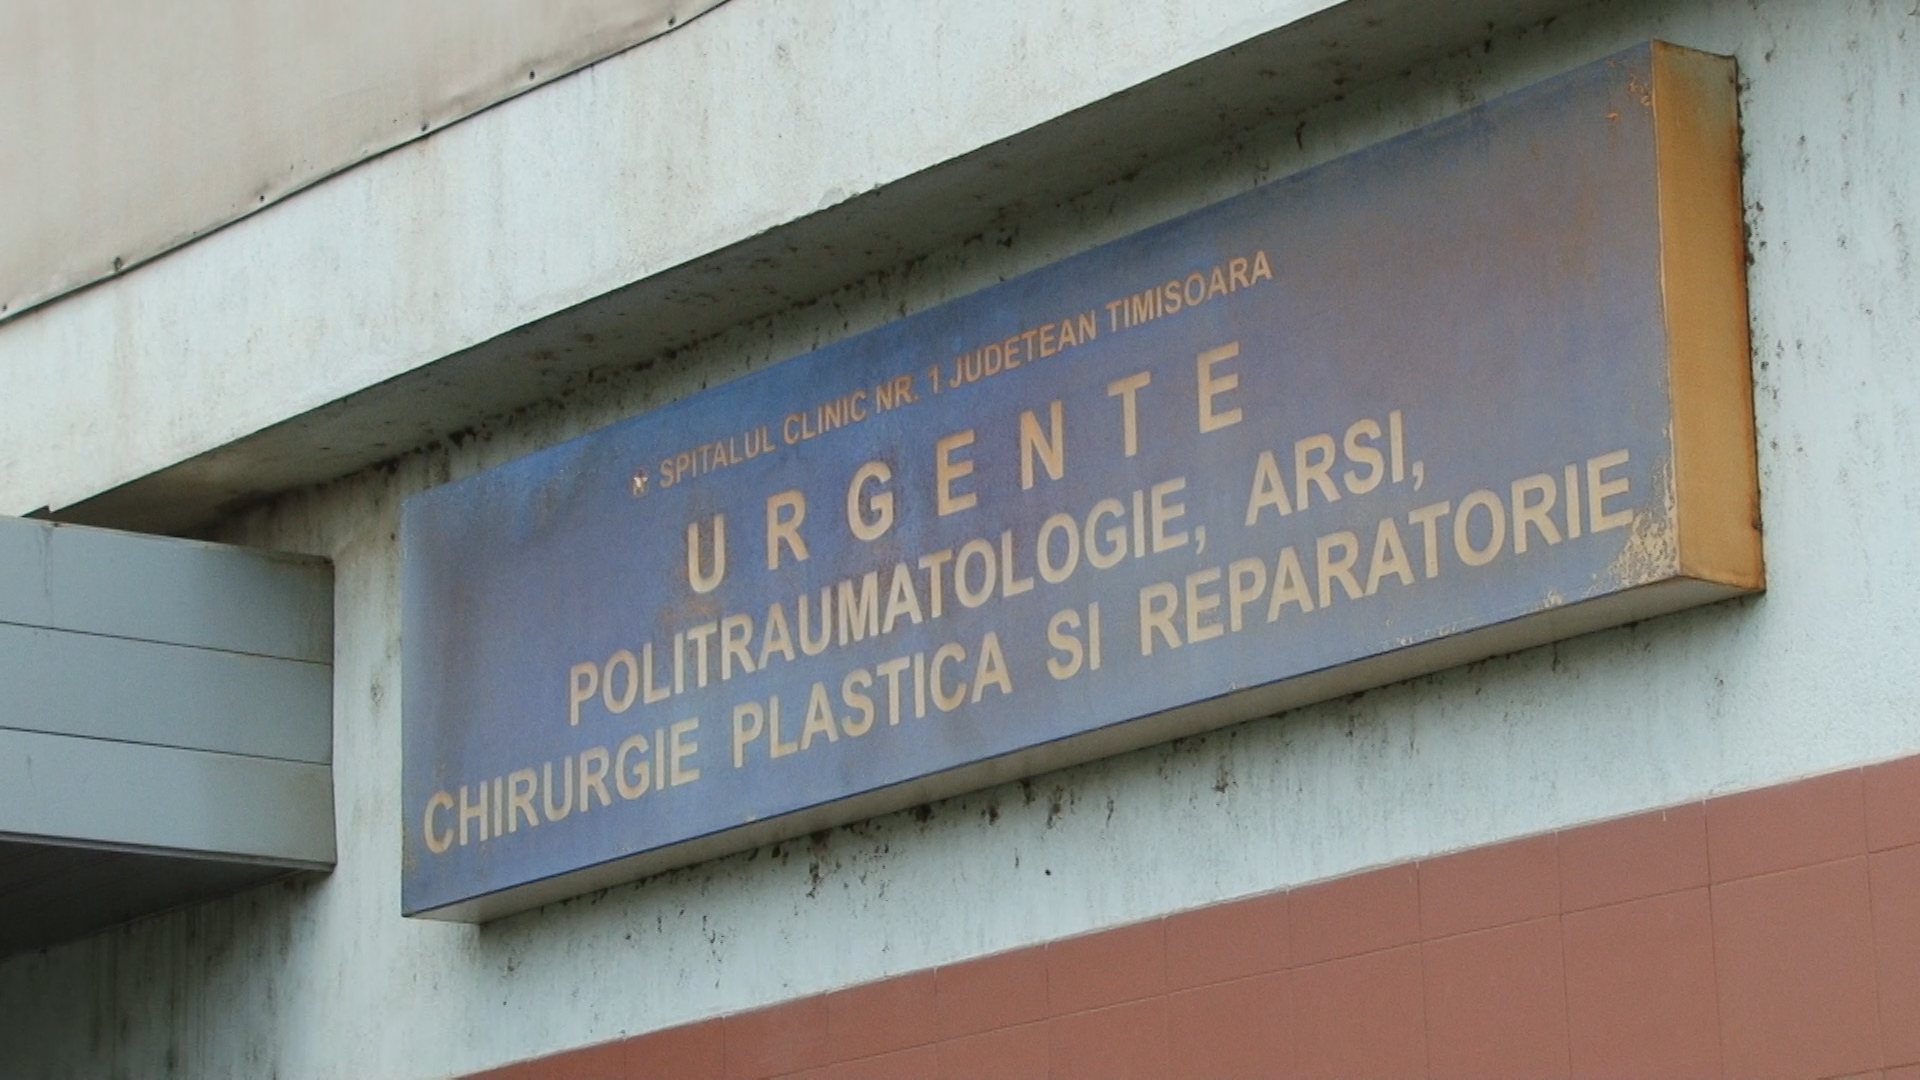 SPITALUL CLINIC NR. 1 JUDETEAN TIMISOARA
URGENTE
POLITRAUMATOLOGIE, ARSI,
CHIRURGIE PLASTICA SI REPARATORIE